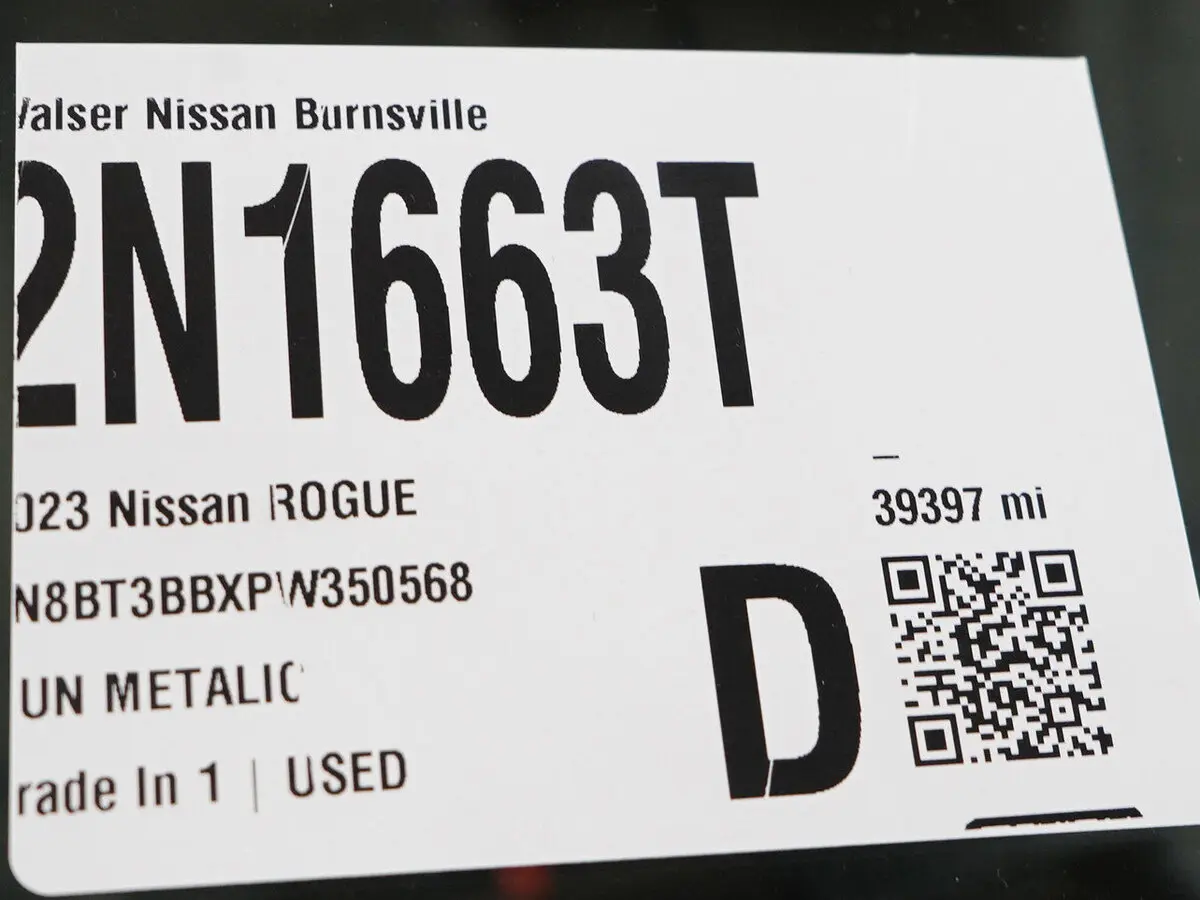 Valser Nissan Burnsville
2N1663T
023 Nissan ROGUE
39397 mi
N8BT3BBXPW350568
UN METALIC
D
rade In 1 | USED